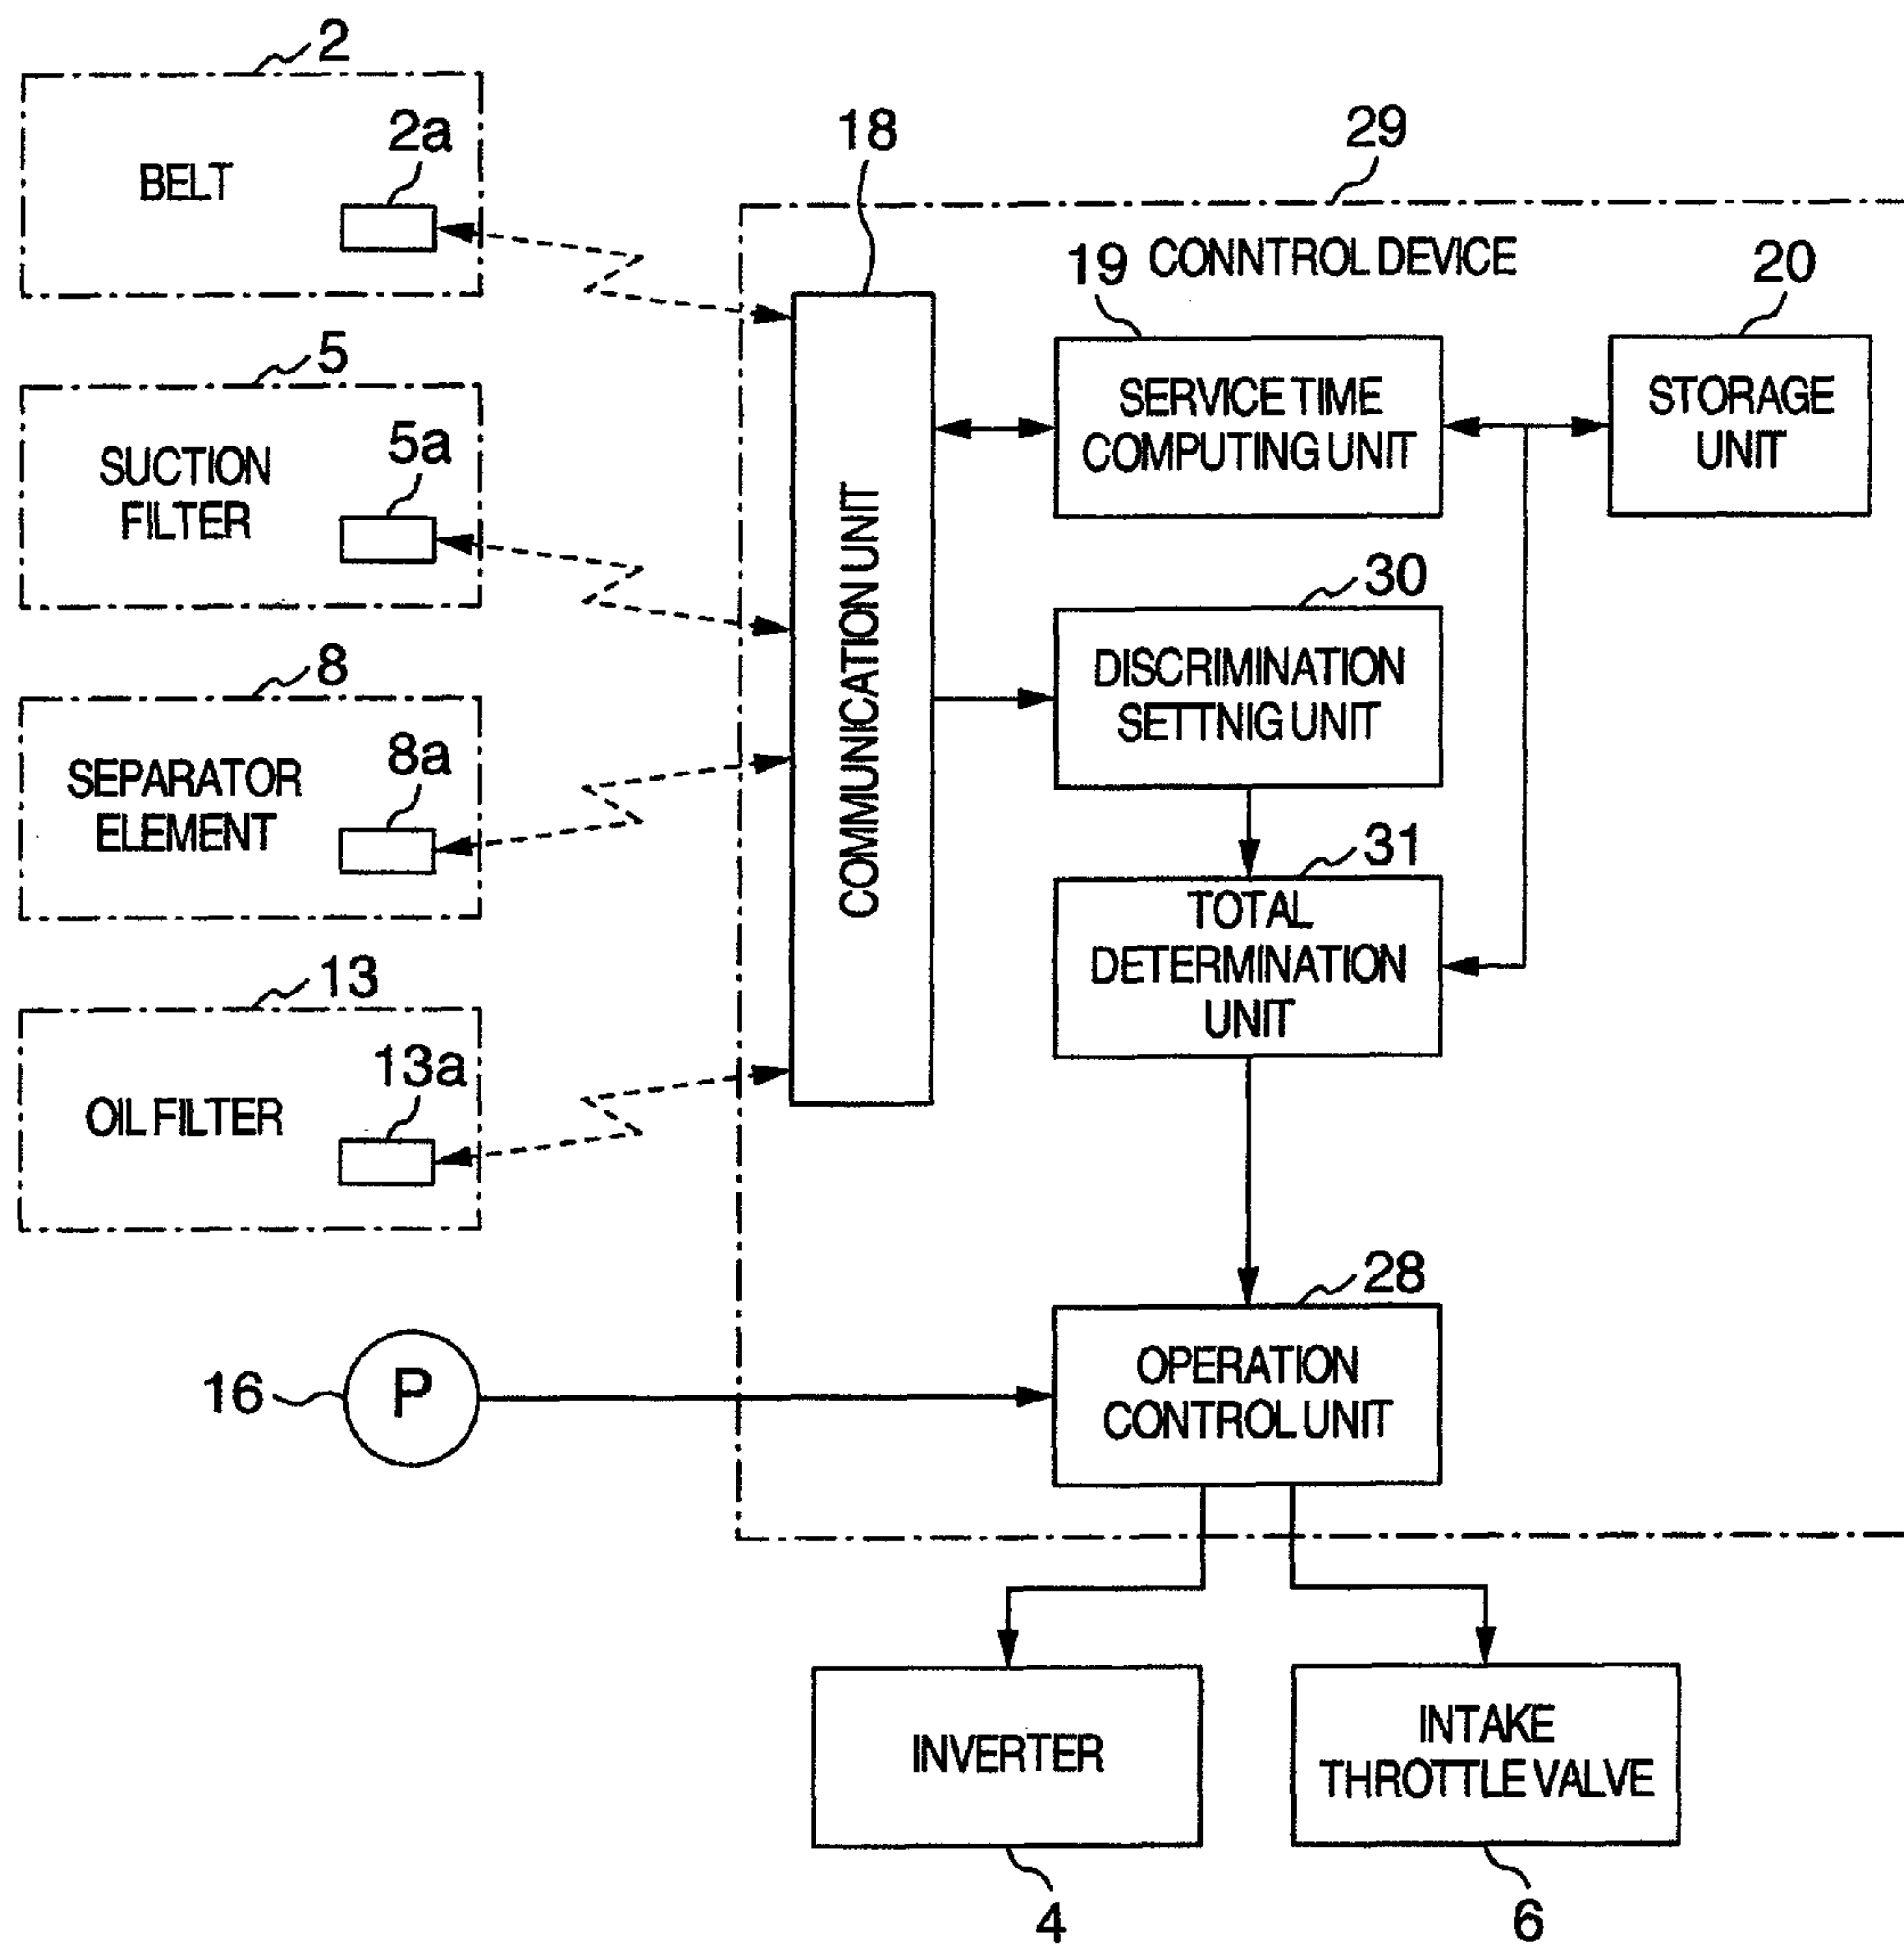 2
2a
BELT
5
5a
SUCTION
FILTER
8
8a
SEPARATOR
ELEMENT
13
13a
OIL FILTER
16
P
18
COMMUNICATION UNIT
29
CONNTROL DEVICE
19
SERVICE TIME
COMPUTING UNIT
20
STORAGE
UNIT
30
DISCRIMINATION
SETTNIG UNIT
31
TOTAL
DETERMINATION
UNIT
28
OPERATION
CONTROL UNIT
INVERTER
4
INTAKE
THROTTLE VALVE
6